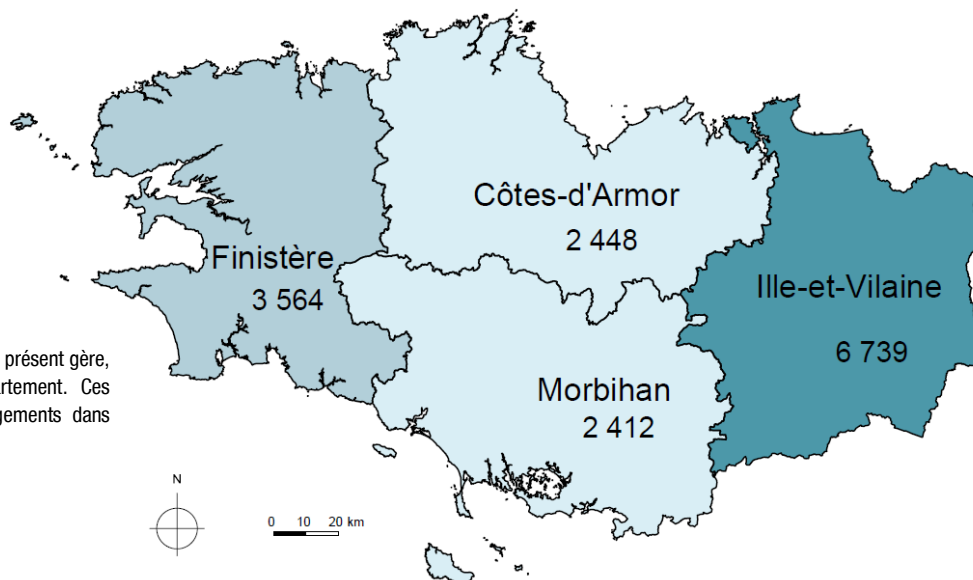 Côtes-d'Armor
2 448
Finistère
3 564
Ille-et-Vilaine
6 739
présent gère,
artement. Ces
gements dans
Morbihan
2 412
N
0 10 20 km